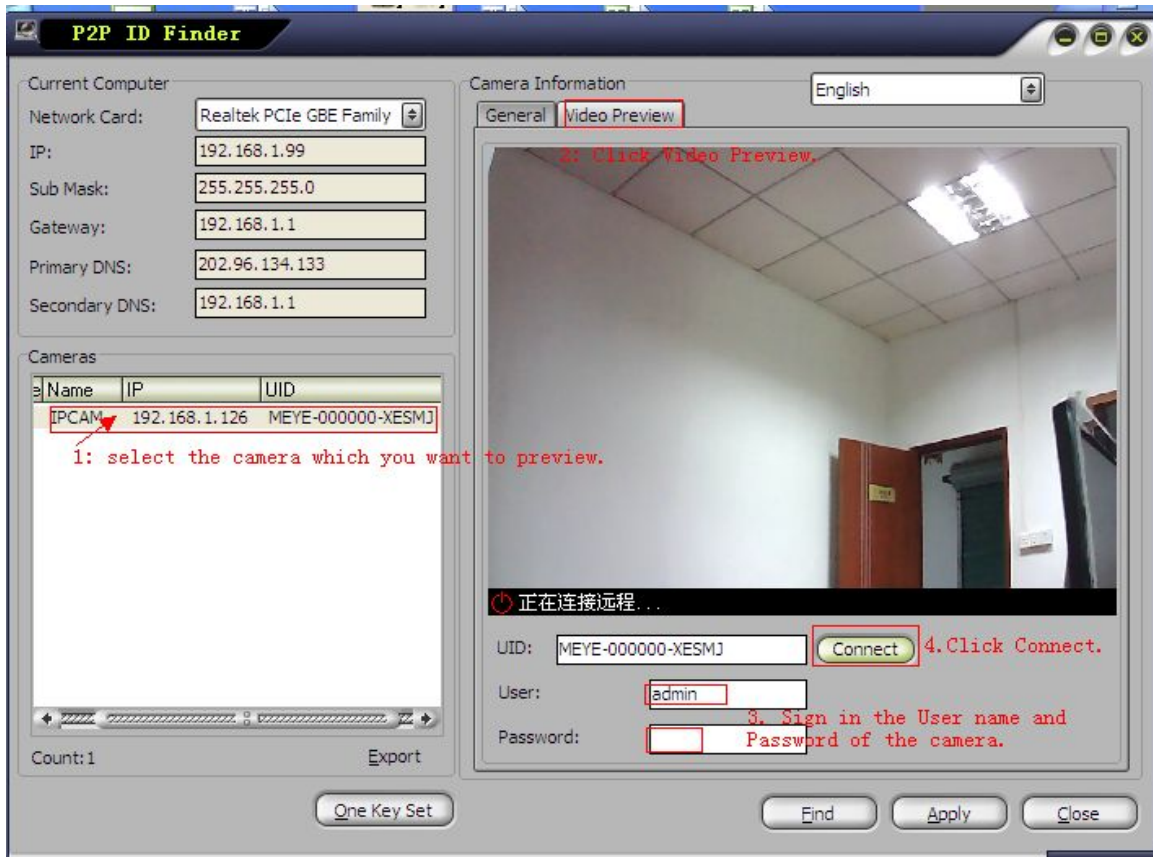 P2P ID Finder
Current Computer
Network Card: Realtek PCIe GBE Family
IP: 192.168.1.99
Sub Mask: 255.255.255.0
Gateway: 192.168.1.1
Primary DNS: 202.96.134.133
Secondary DNS: 192.168.1.1
Cameras
e Name IP UID
IPCAM 192.168.1.126 MEYE-000000-XESMJ
1: select the camera which you want to preview.
Count:1 Export
One Key Set
Camera Information
English
General Video Preview
2: Click Video Preview.
正在连接远程...
UID: MEYE-000000-XESMJ Connect 4.Click Connect.
User: admin
3. Sign in the User name and
Password: Password of the camera.
Find Apply Close